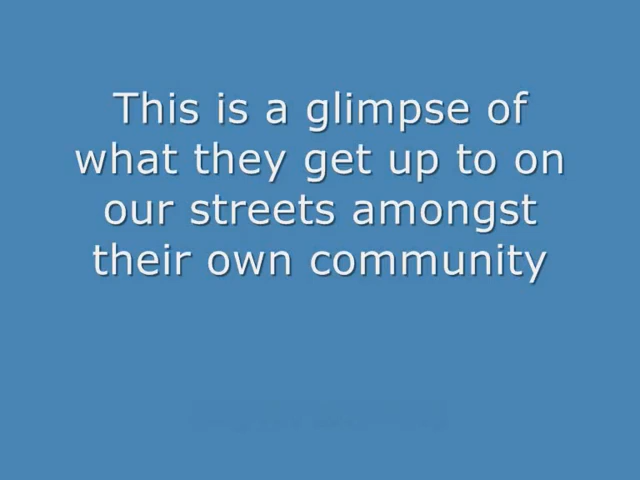 This is a glimpse of
what they get up to on
our streets amongst
their own community